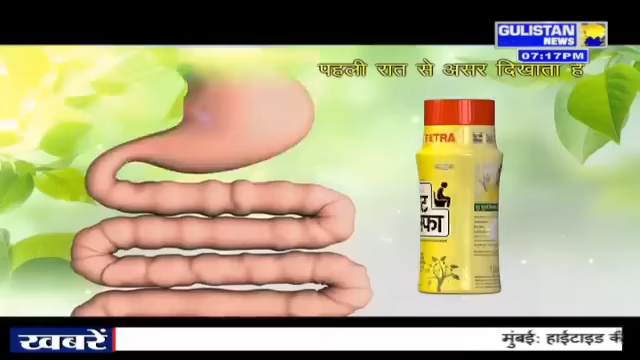 GULISTAN
NEWS
07:17PM
पहली रात से असर दिखाता ह
TETRA
फा
खबरें
मुंबई: हाईटाइड की